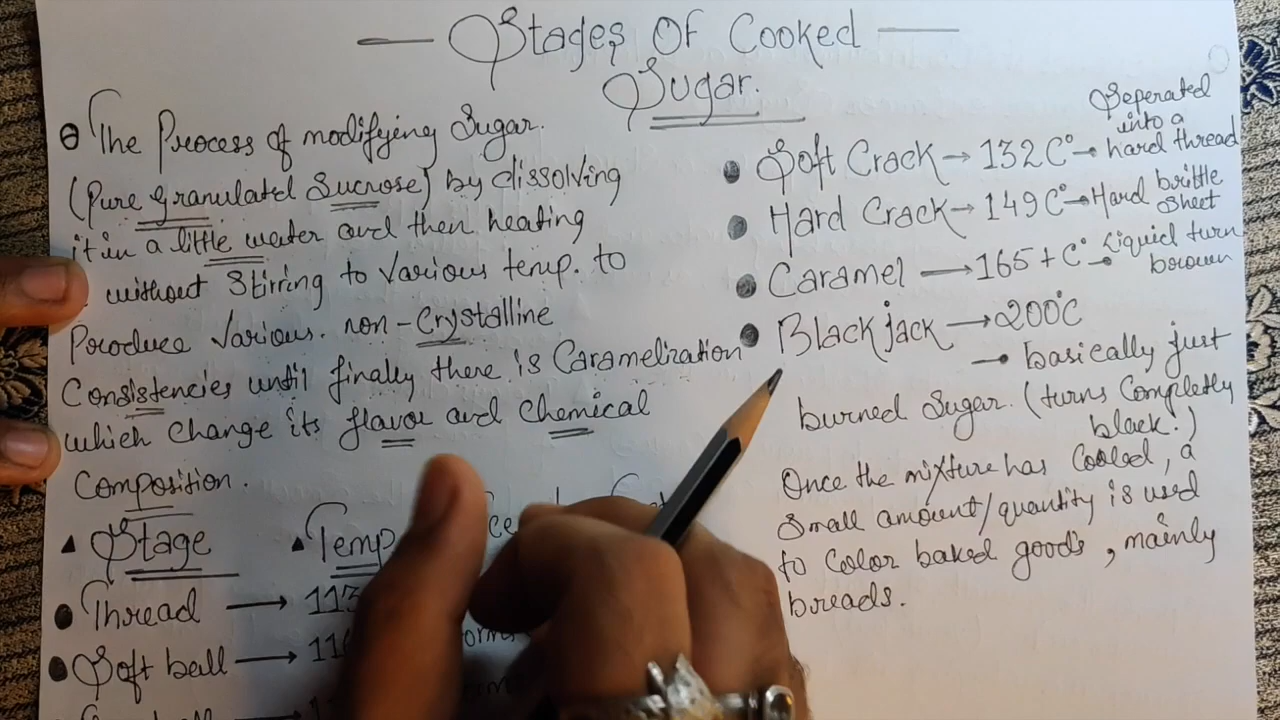 Stages Of Cooked
Sugar.
The Process of modifying Sugar.
(Pure granulated Sucrose) by dissolving
it in a little water and then heating
without Stirring to Various temp. to
Produce Various. non-Crystalline
Consistencies until finally there is Caramelization
which change its flavor and Chemical
Composition.
Stage Temp
Thread → 113
Soft ball → 11
Soft Crack → 132 C° → Seperated
into a
hard thread
Hard Crack → 149 C° → Hard brittle
Sheet
Caramel → 165 + C° → Liquid turn
brown
Black jack → 200°C
→ basically just
burned Sugar. (turns Completly
black.)
Once the mixture has Cooled, a
Small amount/quantity is used
to Color baked goods, mainly
breads.